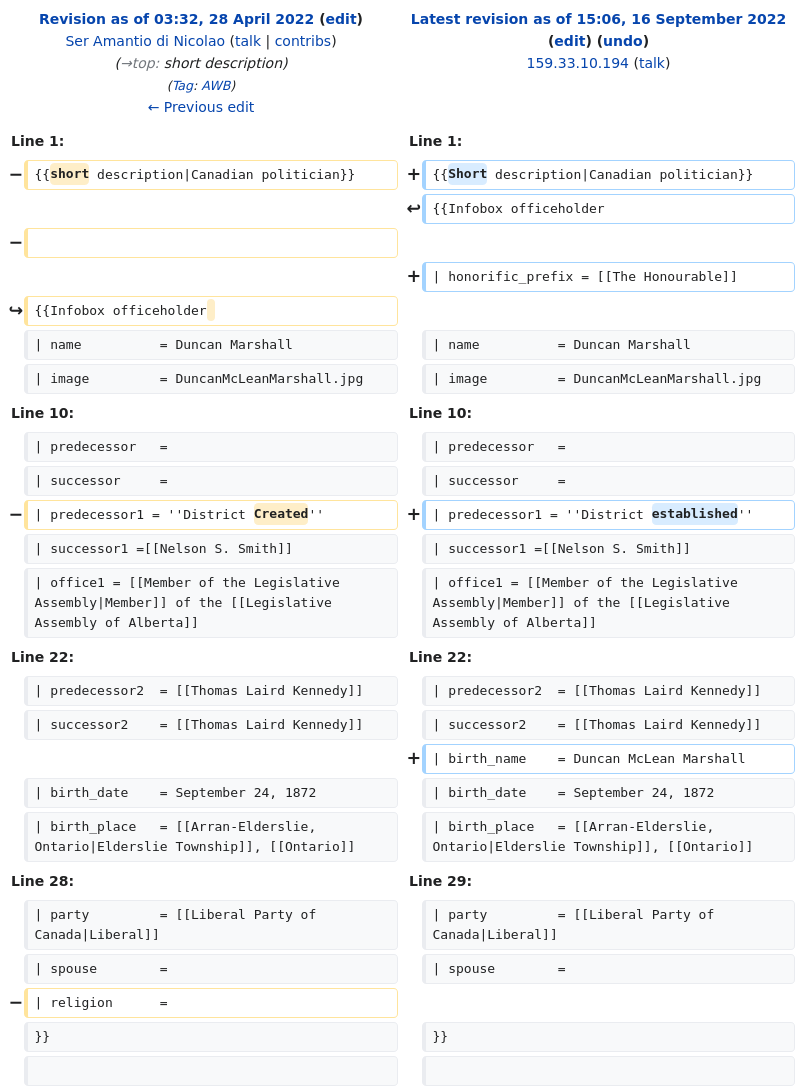 Revision as of 03:32, 28 April 2022 (edit)
Ser Amantio di Nicolao (talk | contribs)
(→top: short description)
(Tag: AWB)
← Previous edit
Latest revision as of 15:06, 16 September 2022
(edit) (undo)
159.33.10.194 (talk)
Line 1:
Line 1:
− {{short description|Canadian politician}}
+ {{Short description|Canadian politician}}
↩ {{Infobox officeholder
−
+ | honorific_prefix = [[The Honourable]]
↪ {{Infobox officeholder
| name         = Duncan Marshall
| name         = Duncan Marshall
| image         = DuncanMcLeanMarshall.jpg
| image         = DuncanMcLeanMarshall.jpg
Line 10:
Line 10:
| predecessor   =
| predecessor   =
| successor     =
| successor     =
− | predecessor1 = ''District Created''
+ | predecessor1 = ''District established''
| successor1 =[[Nelson S. Smith]]
| successor1 =[[Nelson S. Smith]]
| office1 = [[Member of the Legislative
Assembly|Member]] of the [[Legislative
Assembly of Alberta]]
| office1 = [[Member of the Legislative
Assembly|Member]] of the [[Legislative
Assembly of Alberta]]
Line 22:
Line 22:
| predecessor2  = [[Thomas Laird Kennedy]]
| predecessor2  = [[Thomas Laird Kennedy]]
| successor2    = [[Thomas Laird Kennedy]]
| successor2    = [[Thomas Laird Kennedy]]
+ | birth_name    = Duncan McLean Marshall
| birth_date    = September 24, 1872
| birth_date    = September 24, 1872
| birth_place   = [[Arran-Elderslie,
Ontario|Elderslie Township]], [[Ontario]]
| birth_place   = [[Arran-Elderslie,
Ontario|Elderslie Township]], [[Ontario]]
Line 28:
Line 29:
| party         = [[Liberal Party of
Canada|Liberal]]
| party         = [[Liberal Party of
Canada|Liberal]]
| spouse        =
| spouse        =
− | religion      =
}}
}}